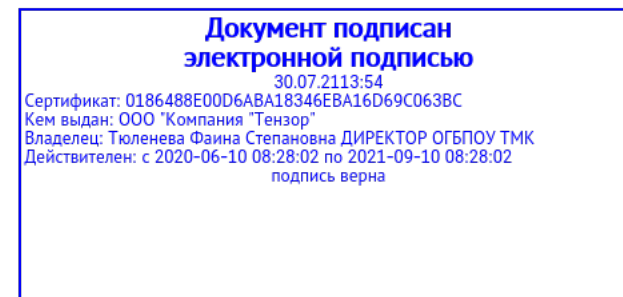 Документ подписан
электронной подписью
30.07.2113:54
Сертификат: 0186488E00D6ABA18346EBA16D69C063BC
Кем выдан: ООО "Компания "Тензор"
Владелец: Тюленева Фаина Степановна ДИРЕКТОР ОГБПОУ ТМК
Действителен: с 2020-06-10 08:28:02 по 2021-09-10 08:28:02
подпись верна